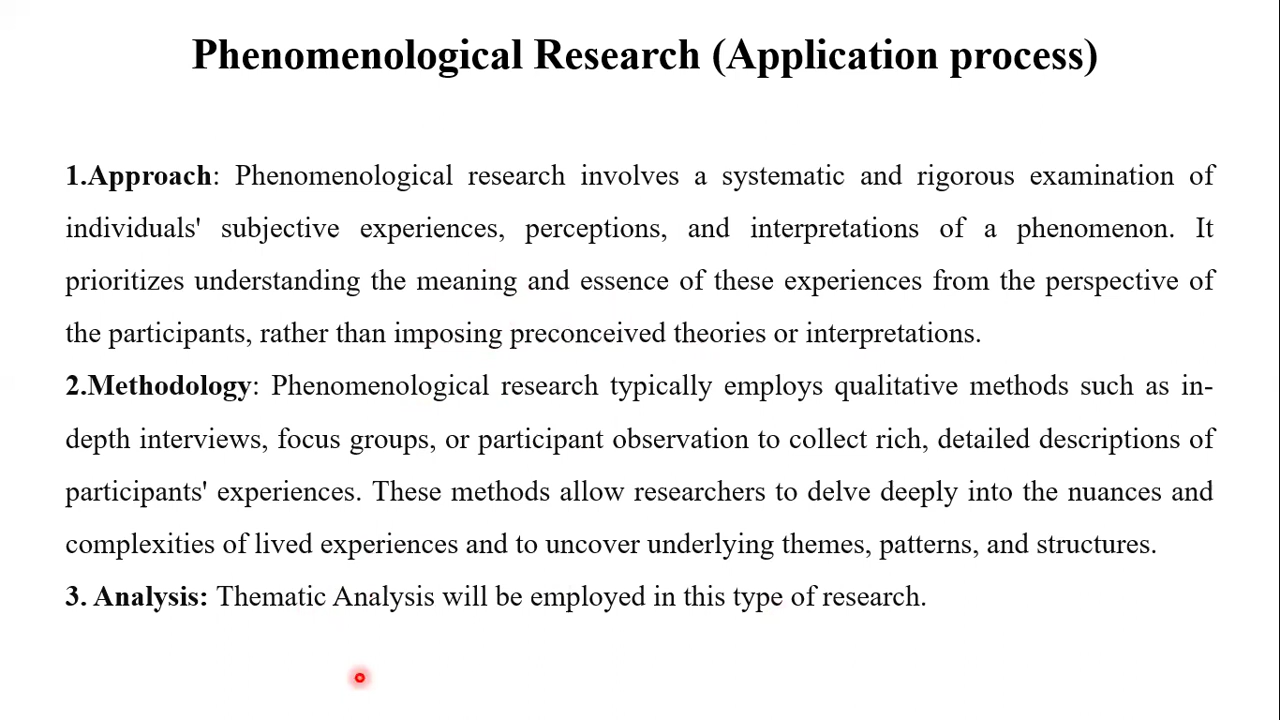 Phenomenological Research (Application process)
1.Approach: Phenomenological research involves a systematic and rigorous examination of
individuals' subjective experiences, perceptions, and interpretations of a phenomenon. It
prioritizes understanding the meaning and essence of these experiences from the perspective of
the participants, rather than imposing preconceived theories or interpretations.
2.Methodology: Phenomenological research typically employs qualitative methods such as in-
depth interviews, focus groups, or participant observation to collect rich, detailed descriptions of
participants' experiences. These methods allow researchers to delve deeply into the nuances and
complexities of lived experiences and to uncover underlying themes, patterns, and structures.
3. Analysis: Thematic Analysis will be employed in this type of research.